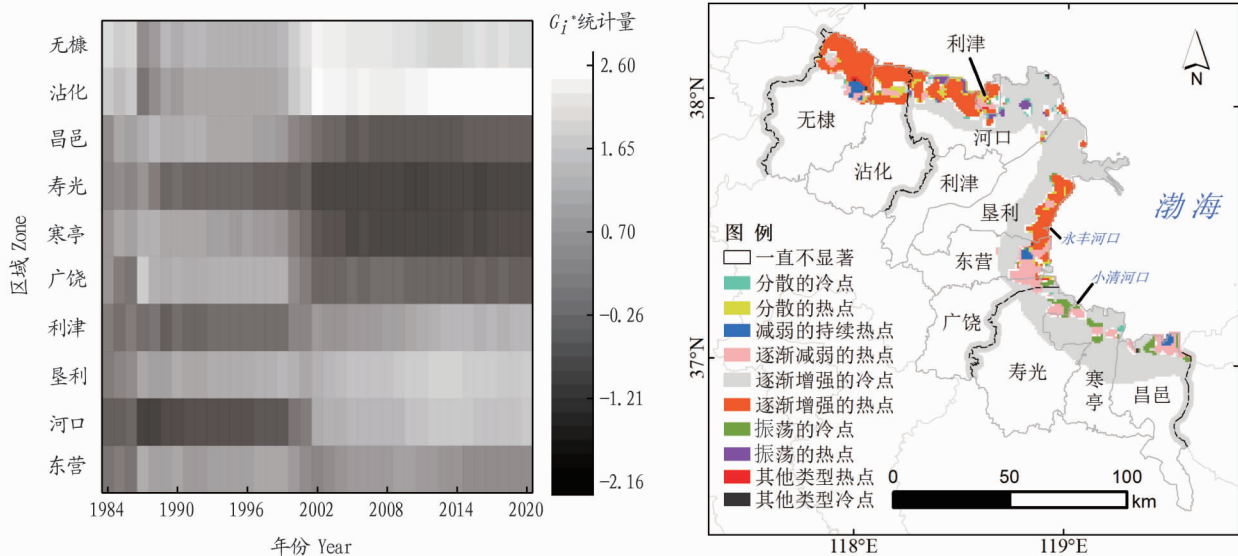 Gi*统计量
无棣
沾化
昌邑
寿光
寒亭
广饶
利津
垦利
河口
东营
区域 Zone
2.60
1.65
0.70
-0.26
-1.21
-2.16
1984
1990
1996
2002
2008
2014
2020
年份 Year
38°N
37°N
118°E
119°E
N
利津
无棣
河口
沾化
利津
垦利
渤海
永丰河口
东营
小清河口
广饶
寿光
寒亭
昌邑
图 例
一直不显著
分散的冷点
分散的热点
减弱的持续热点
逐渐减弱的热点
逐渐增强的冷点
逐渐增强的热点
振荡的冷点
振荡的热点
其他类型热点
其他类型冷点
0
50
100
km